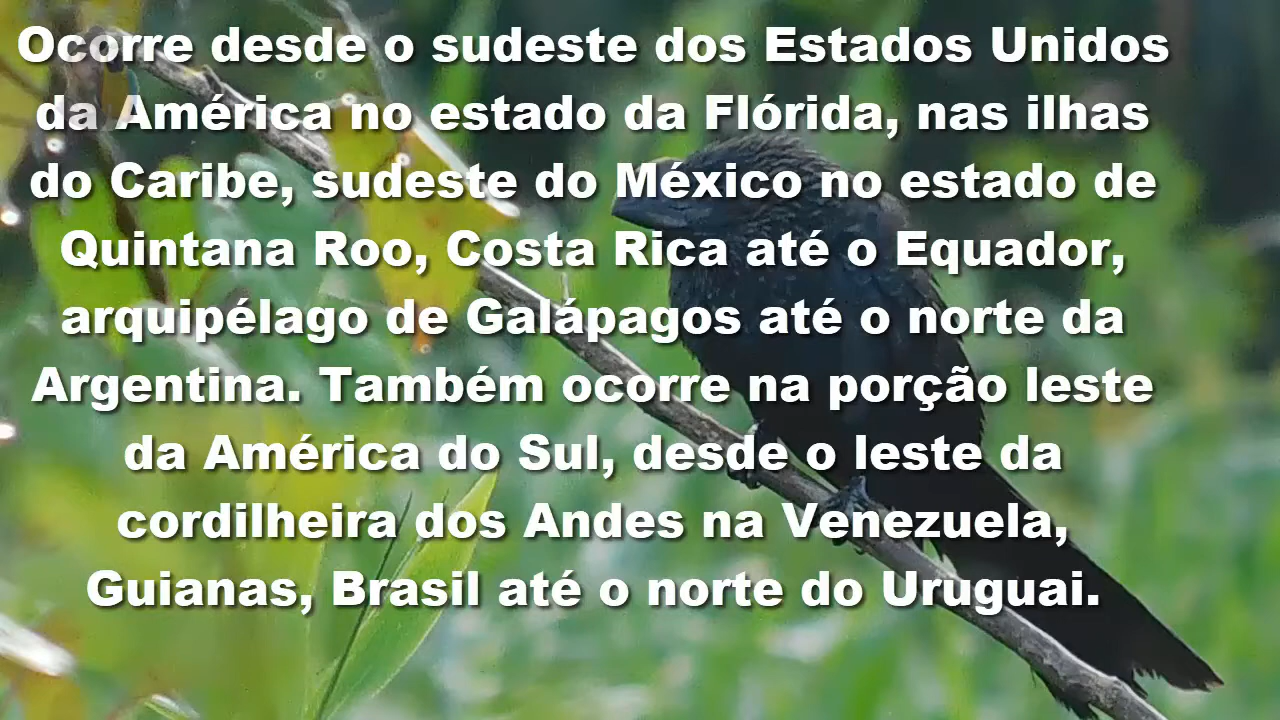 Ocorre desde o sudeste dos Estados Unidos
da América no estado da Flórida, nas ilhas
do Caribe, sudeste do México no estado de
Quintana Roo, Costa Rica até o Equador,
arquipélago de Galápagos até o norte da
Argentina. Também ocorre na porção leste
da América do Sul, desde o leste da
cordilheira dos Andes na Venezuela,
Guianas, Brasil até o norte do Uruguai.